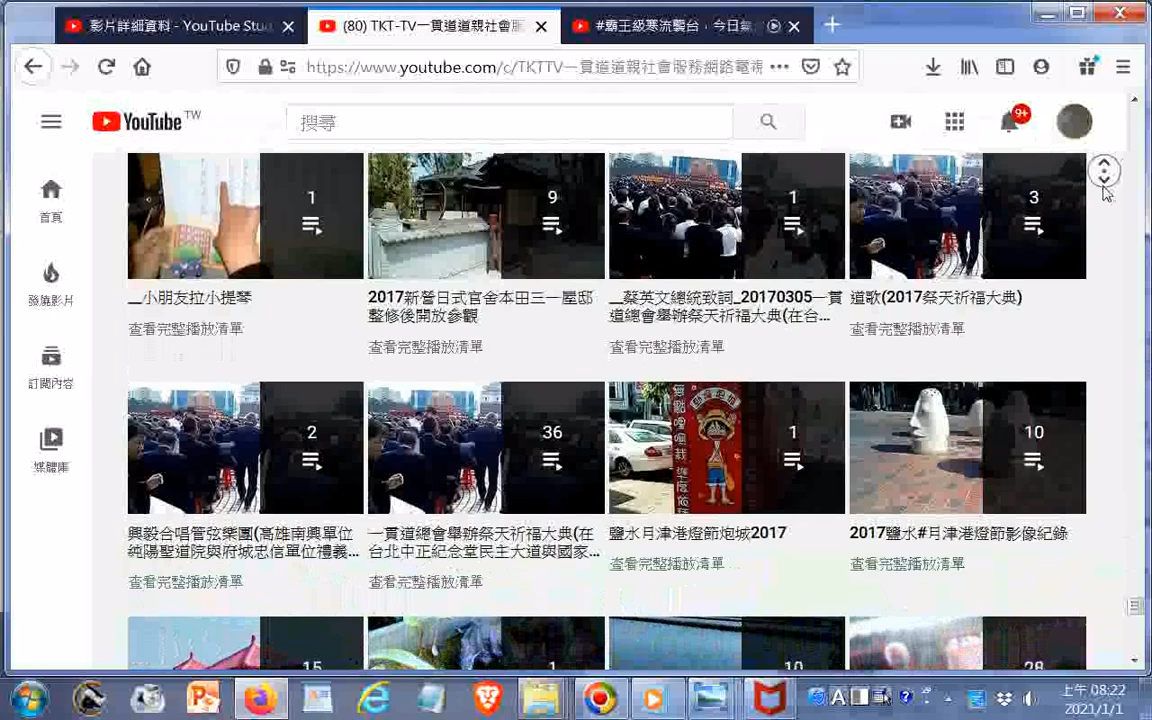 影片詳細資料 - YouTube Stu
(80) TKT-TV一貫道道親社會服
#霸王級寒流襲台，今日氣
https://www.youtube.com/c/TKTTV一貫道道親社會服務網路電視
YouTube TW
搜尋
9+
首頁
發燒影片
訂閱內容
媒體庫
1
9
1
3
__小朋友拉小提琴
查看完整播放清單
2017新營日式官舍本田三一屋邸
整修後開放參觀
查看完整播放清單
__蔡英文總統致詞_20170305一貫
道總會舉辦祭天祈福大典(在台...
查看完整播放清單
道歌(2017祭天祈福大典)
查看完整播放清單
2
36
1
10
興毅合唱管弦樂團(高雄南興單位
純陽聖道院與府城忠信單位禮義...
查看完整播放清單
一貫道總會舉辦祭天祈福大典(在
台北中正紀念堂民主大道與國家...
查看完整播放清單
鹽水月津港燈節炮城2017
查看完整播放清單
2017鹽水#月津港燈節影像紀錄
查看完整播放清單
15
1
10
28
上午 08:22
2021/1/1